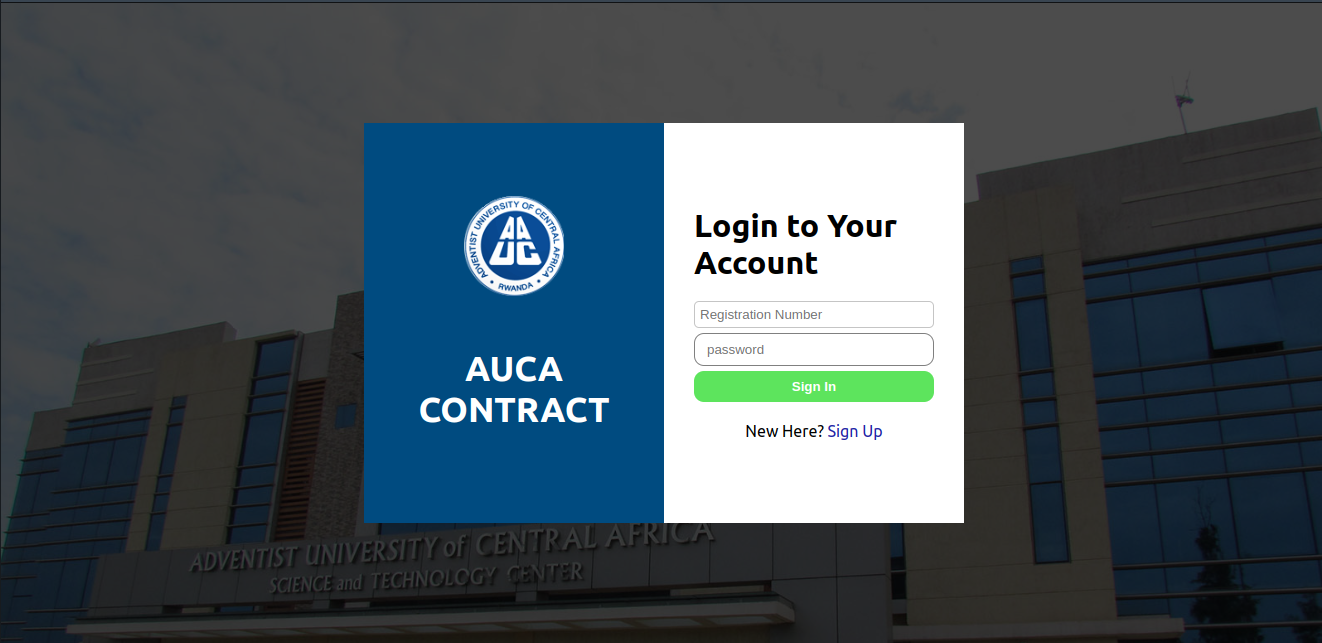 ADVENTIST UNIVERSITY OF CENTRAL AFRICA
AAUC
• RWANDA •
AUCA
CONTRACT
Login to Your
Account
Registration Number
password
Sign In
New Here? Sign Up
ADVENTIST UNIVERSITY of CENTRAL AFRICA
SCIENCE and TECHNOLOGY CENTER